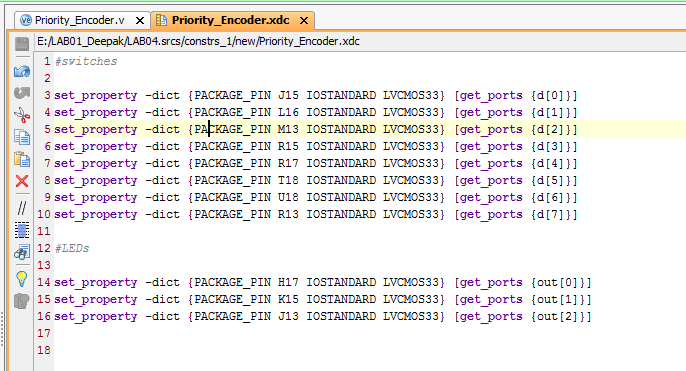 Priority_Encoder.v × Priority_Encoder.xdc ×
E:/LAB01_Deepak/LAB04.srcs/constrs_1/new/Priority_Encoder.xdc
1 #switches
2
3 set_property -dict {PACKAGE_PIN J15 IOSTANDARD LVCMOS33} [get_ports {d[0]}]
4 set_property -dict {PACKAGE_PIN L16 IOSTANDARD LVCMOS33} [get_ports {d[1]}]
5 set_property -dict {PACKAGE_PIN M13 IOSTANDARD LVCMOS33} [get_ports {d[2]}]
6 set_property -dict {PACKAGE_PIN R15 IOSTANDARD LVCMOS33} [get_ports {d[3]}]
7 set_property -dict {PACKAGE_PIN R17 IOSTANDARD LVCMOS33} [get_ports {d[4]}]
8 set_property -dict {PACKAGE_PIN T18 IOSTANDARD LVCMOS33} [get_ports {d[5]}]
9 set_property -dict {PACKAGE_PIN U18 IOSTANDARD LVCMOS33} [get_ports {d[6]}]
10 set_property -dict {PACKAGE_PIN R13 IOSTANDARD LVCMOS33} [get_ports {d[7]}]
11
12 #LEDs
13
14 set_property -dict {PACKAGE_PIN H17 IOSTANDARD LVCMOS33} [get_ports {out[0]}]
15 set_property -dict {PACKAGE_PIN K15 IOSTANDARD LVCMOS33} [get_ports {out[1]}]
16 set_property -dict {PACKAGE_PIN J13 IOSTANDARD LVCMOS33} [get_ports {out[2]}]
17
18